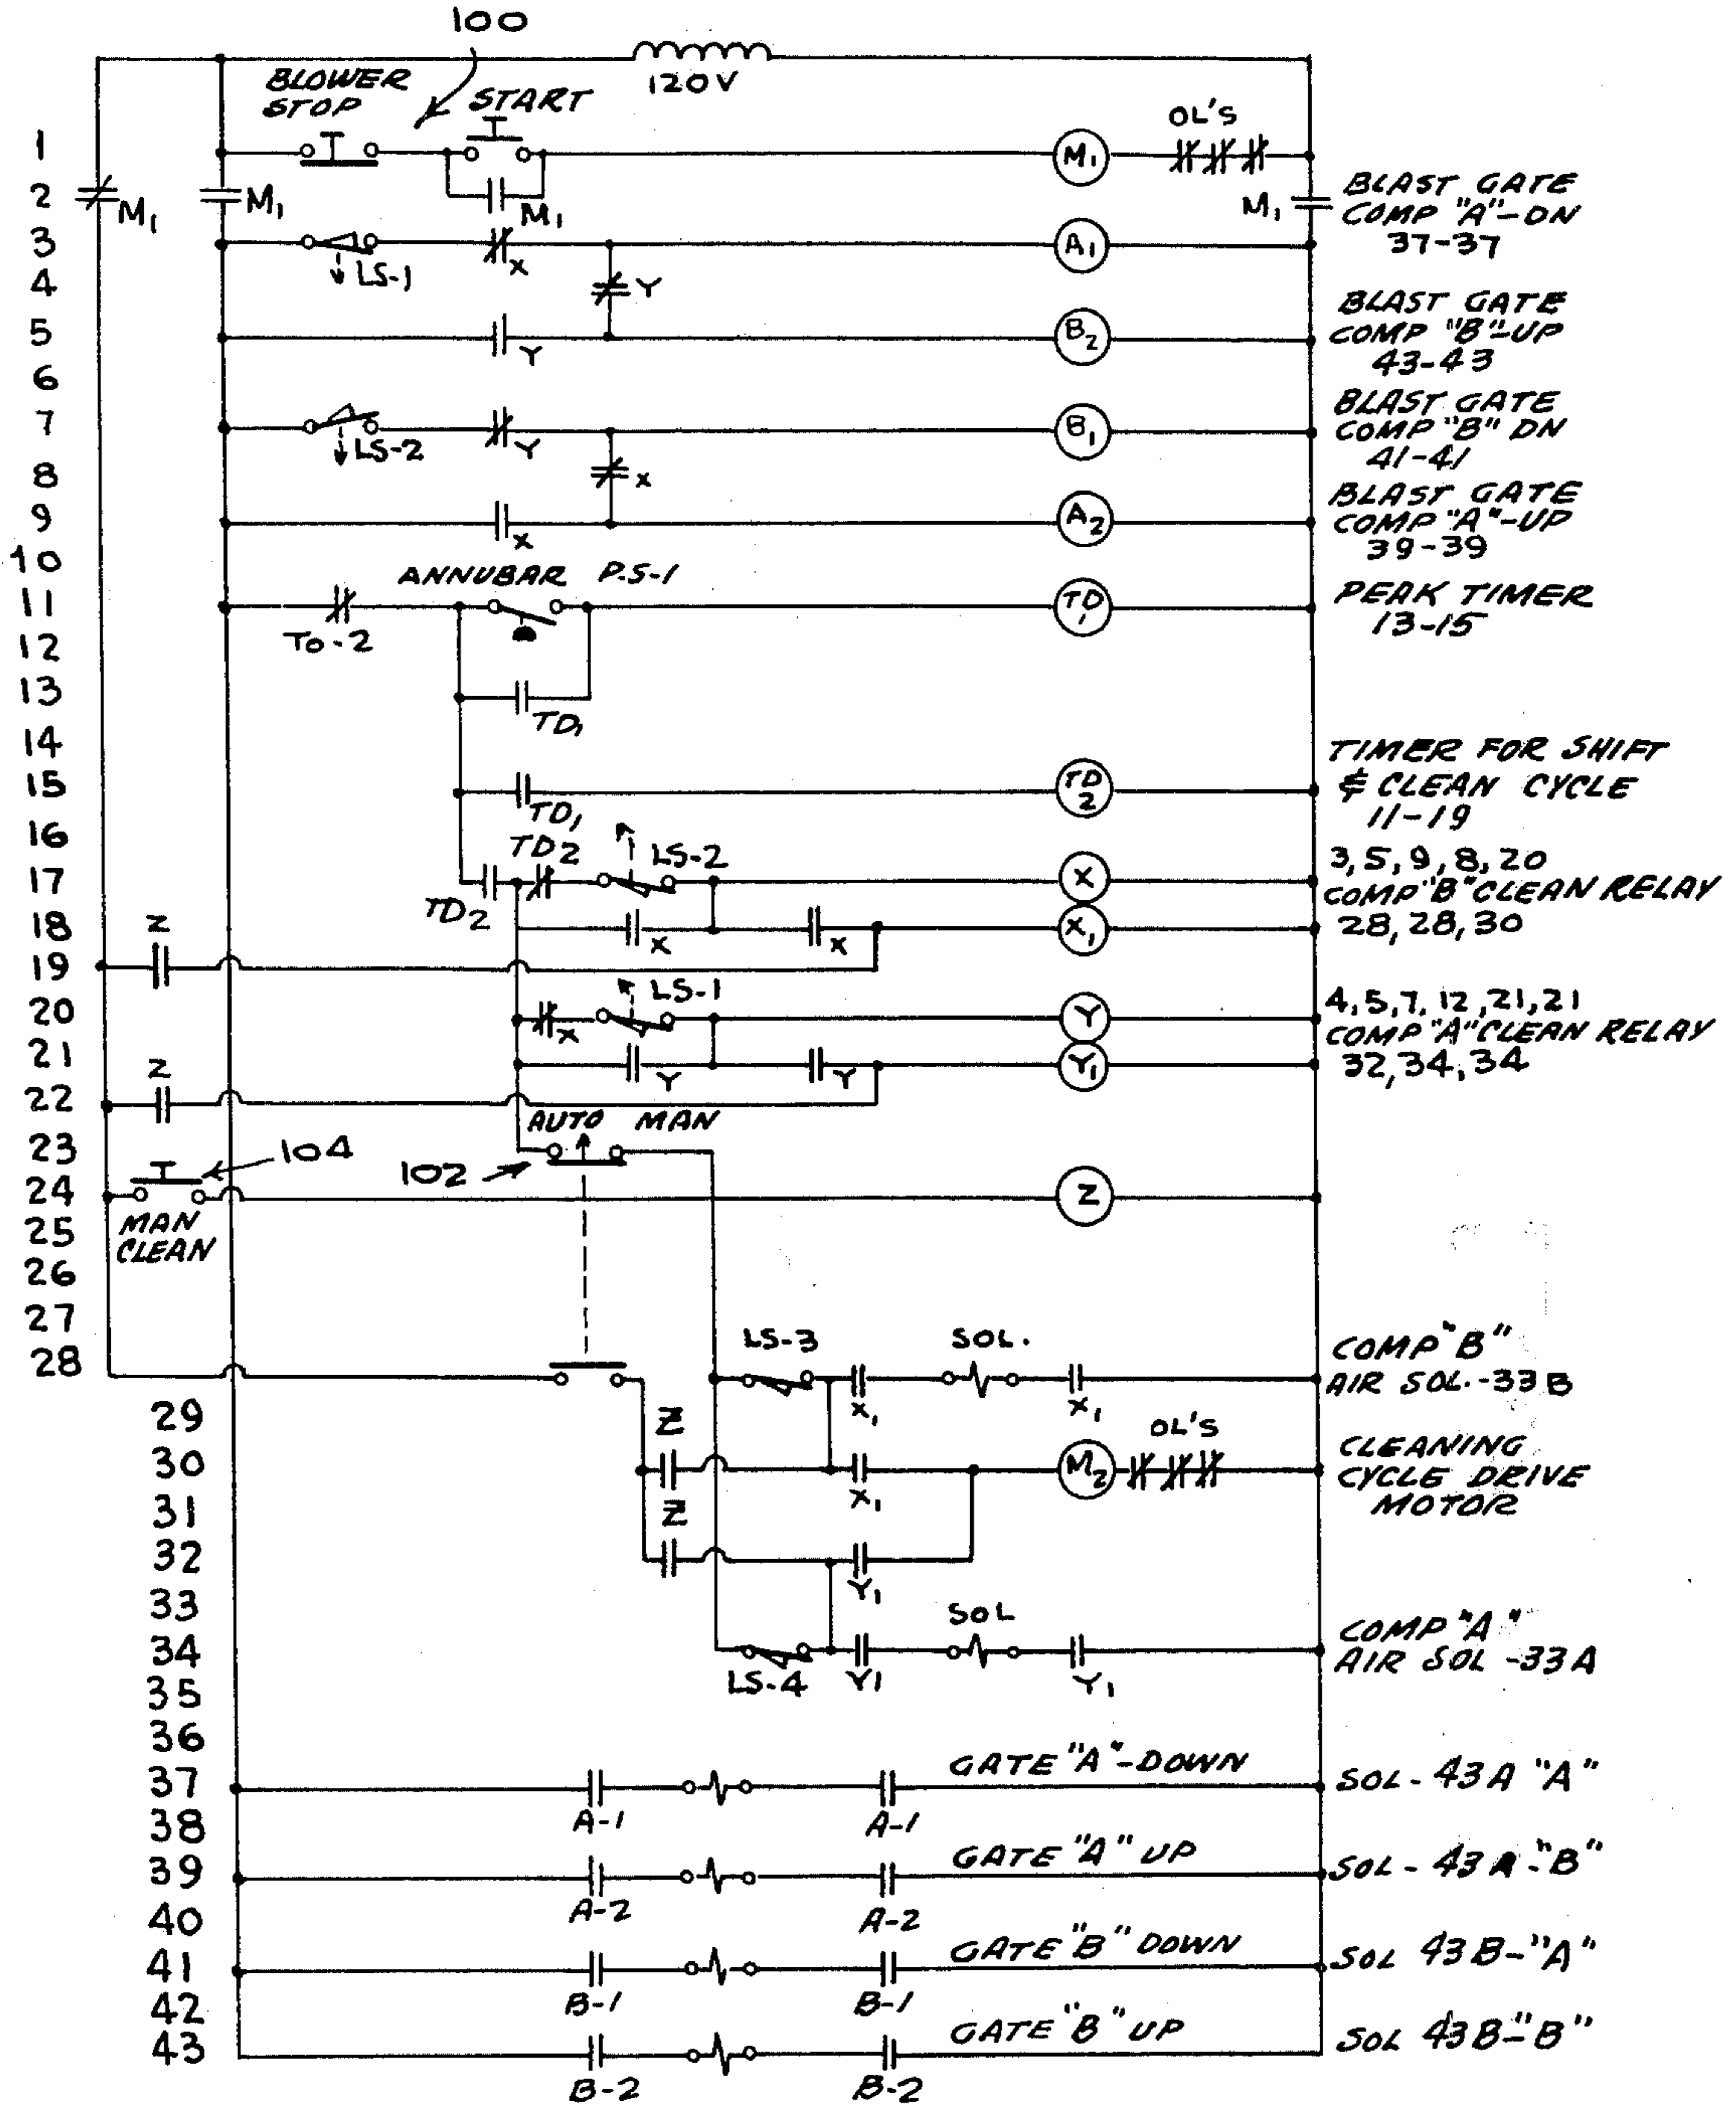 100
120V
BLOWER
STOP
START
OL'S
1
M1
2
M1
M1
M1
M1
BLAST GATE
COMP "A"-DN
37-37
3
LS-1
X
A1
4
Y
5
Y
B2
BLAST GATE
COMP "B"-UP
43-43
6
7
LS-2
Y
B1
BLAST GATE
COMP "B" DN
41-41
8
X
9
X
A2
BLAST GATE
COMP "A"-UP
39-39
10
ANNUBAR P.S-1
11
TD-2
TD1
PEAK TIMER
13-15
12
13
TD1
14
15
TD1
TD2
TIMER FOR SHIFT
& CLEAN CYCLE
11-19
16
TD2
LS-2
17
TD2
X
3,5,9,8,20
COMP "B" CLEAN RELAY
28,28,30
18
Z
X
X
X1
19
LS-1
20
X
Y
4,5,7,12,21,21
COMP "A" CLEAN RELAY
32,34,34
21
Z
Y
Y
Y1
22
AUTO MAN
23
104
102
24
MAN
CLEAN
Z
25
26
27
28
LS-3
SOL.
X1
X1
COMP "B"
AIR SOL.-33B
29
Z
OL'S
30
X1
M2
CLEANING
CYCLE DRIVE
MOTOR
31
Z
32
Y1
33
SOL
34
LS-4
Y1
Y1
COMP "A"
AIR SOL-33A
35
36
37
A-1
A-1
GATE "A"-DOWN
SOL-43A "A"
38
39
A-2
A-2
GATE "A" UP
SOL-43A-"B"
40
41
B-1
B-1
GATE "B" DOWN
SOL 43B-"A"
42
43
B-2
B-2
GATE "B" UP
SOL 43B-"B"